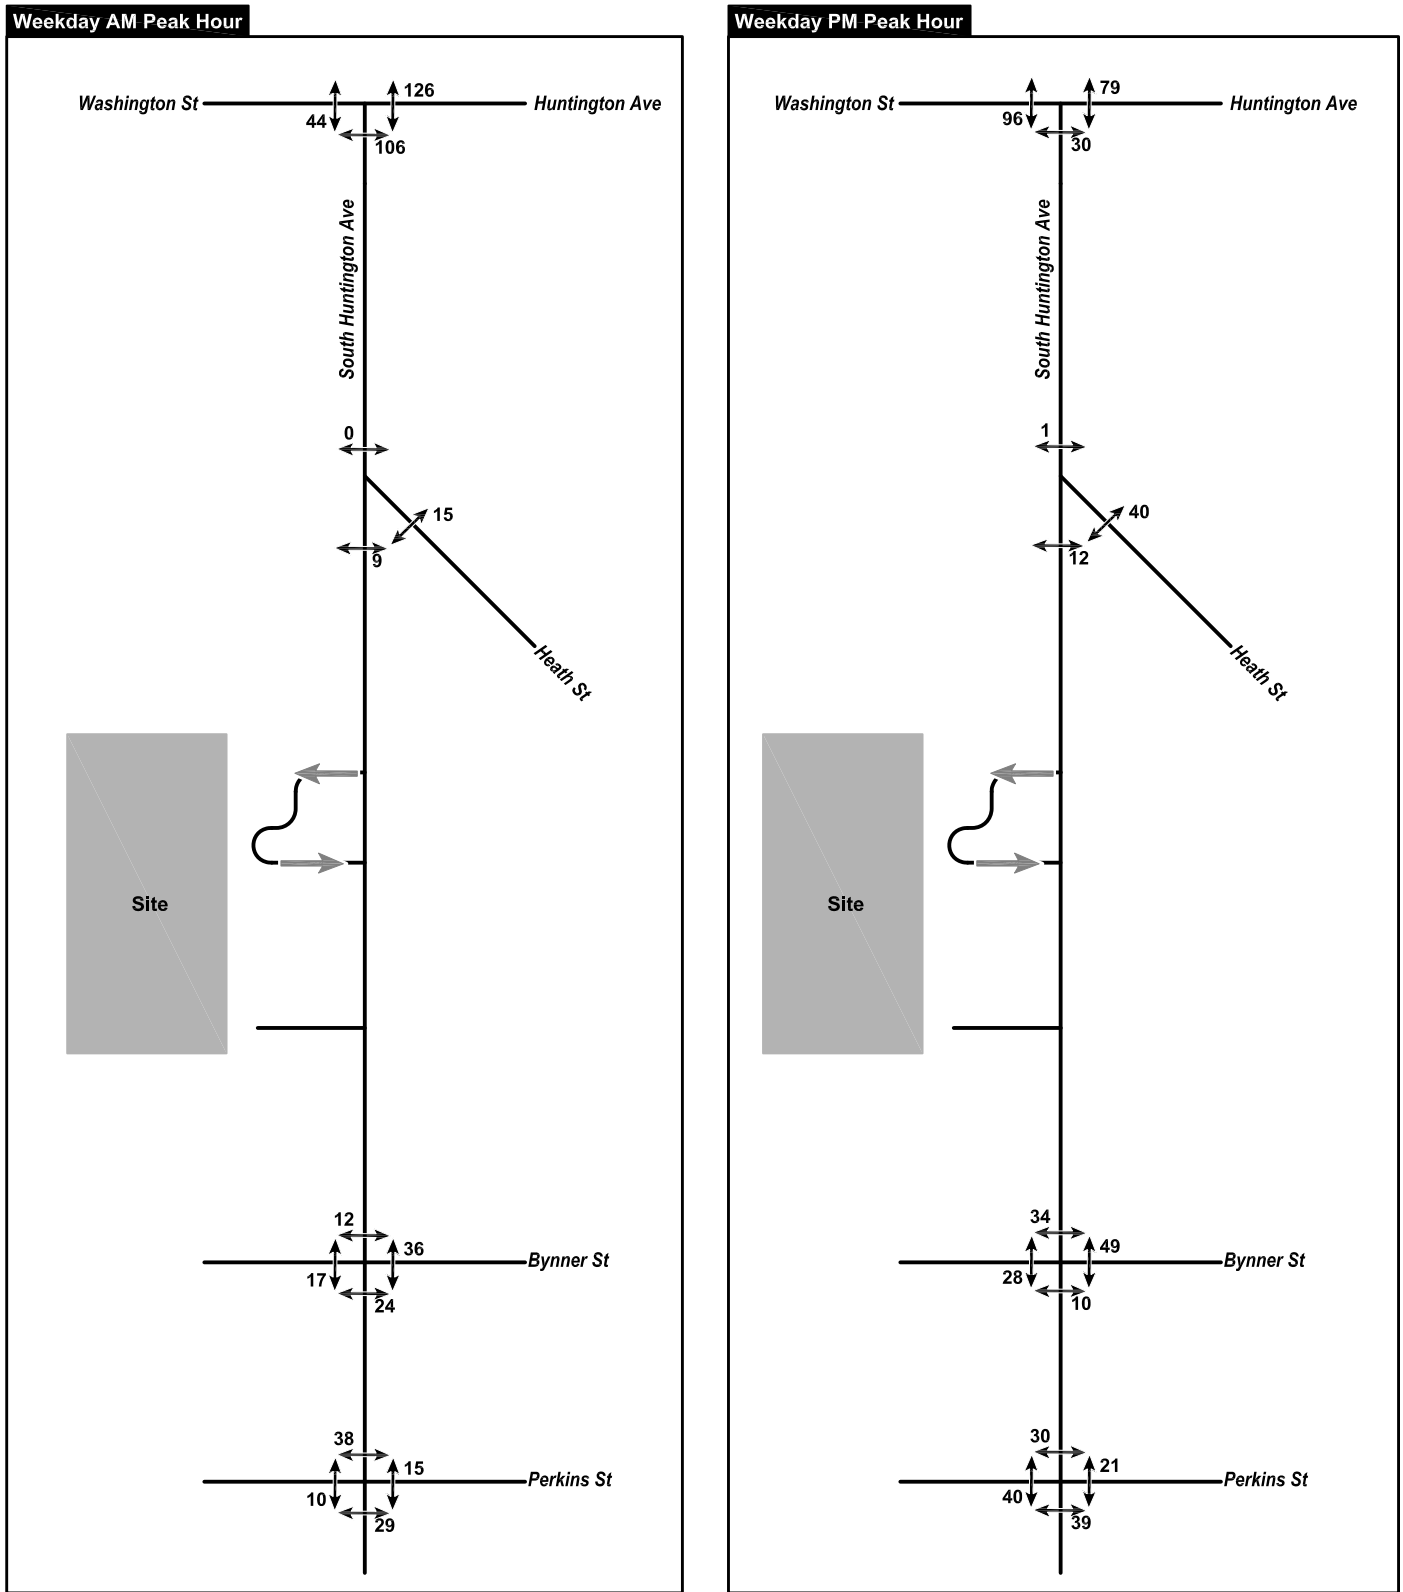 Weekday AM Peak Hour
Washington St
Huntington Ave
126
44
106
South Huntington Ave
0
15
9
Heath St
Site
12
36
Bynner St
17
24
38
15
Perkins St
10
29
Weekday PM Peak Hour
Washington St
Huntington Ave
79
96
30
South Huntington Ave
1
40
12
Heath St
Site
34
49
Bynner St
28
10
30
21
Perkins St
40
39